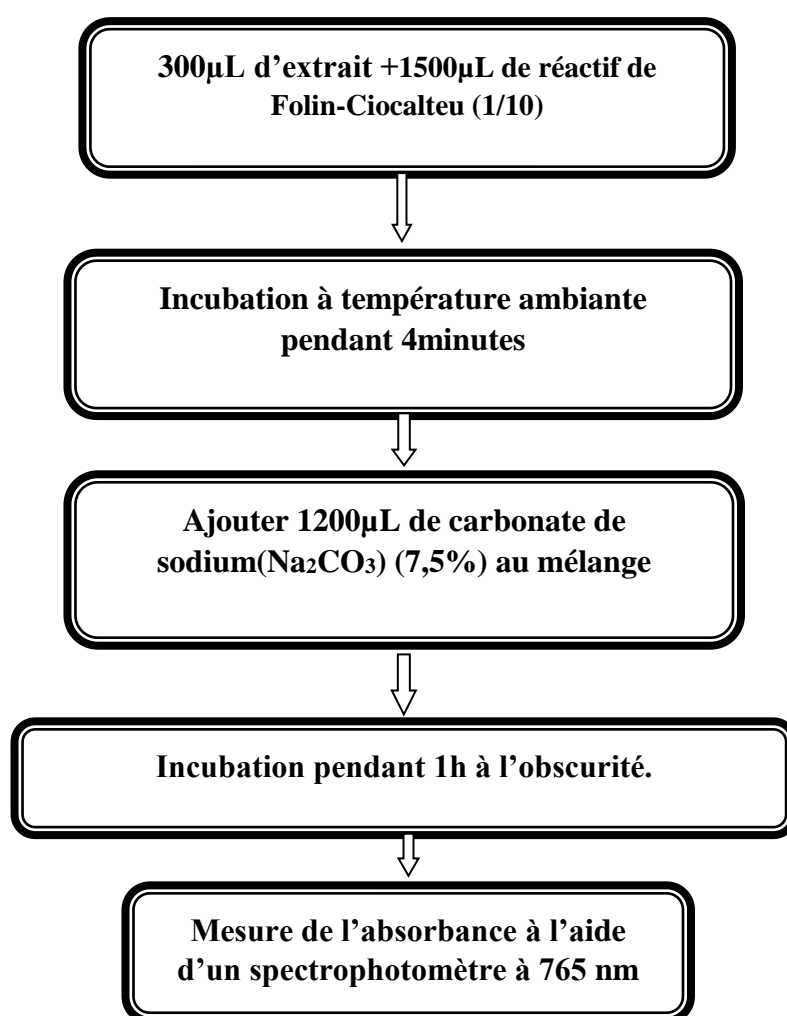 300µL d’extrait +1500µL de réactif de
Folin-Ciocalteu (1/10)
Incubation à température ambiante
pendant 4minutes
Ajouter 1200µL de carbonate de
sodium(Na₂CO₃) (7,5%) au mélange
Incubation pendant 1h à l’obscurité.
Mesure de l’absorbance à l’aide
d’un spectrophotomètre à 765 nm